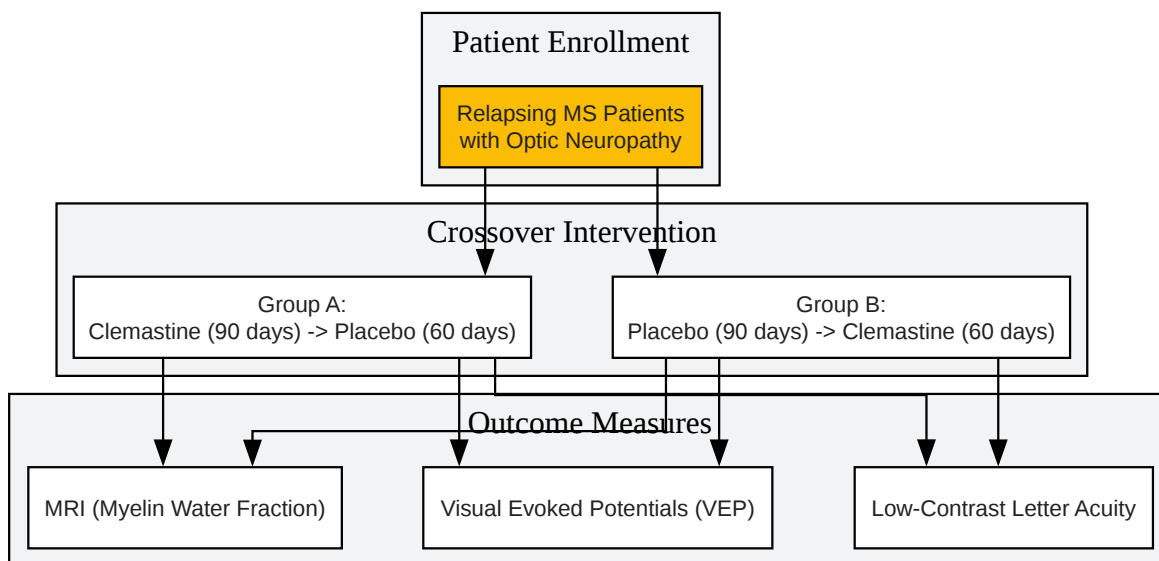 Patient Enrollment
Relapsing MS Patients
with Optic Neuropathy
Crossover Intervention
Group A:
Clemastine (90 days) -> Placebo (60 days)
Group B:
Placebo (90 days) -> Clemastine (60 days)
Outcome Measures
MRI (Myelin Water Fraction)
Visual Evoked Potentials (VEP)
Low-Contrast Letter Acuity